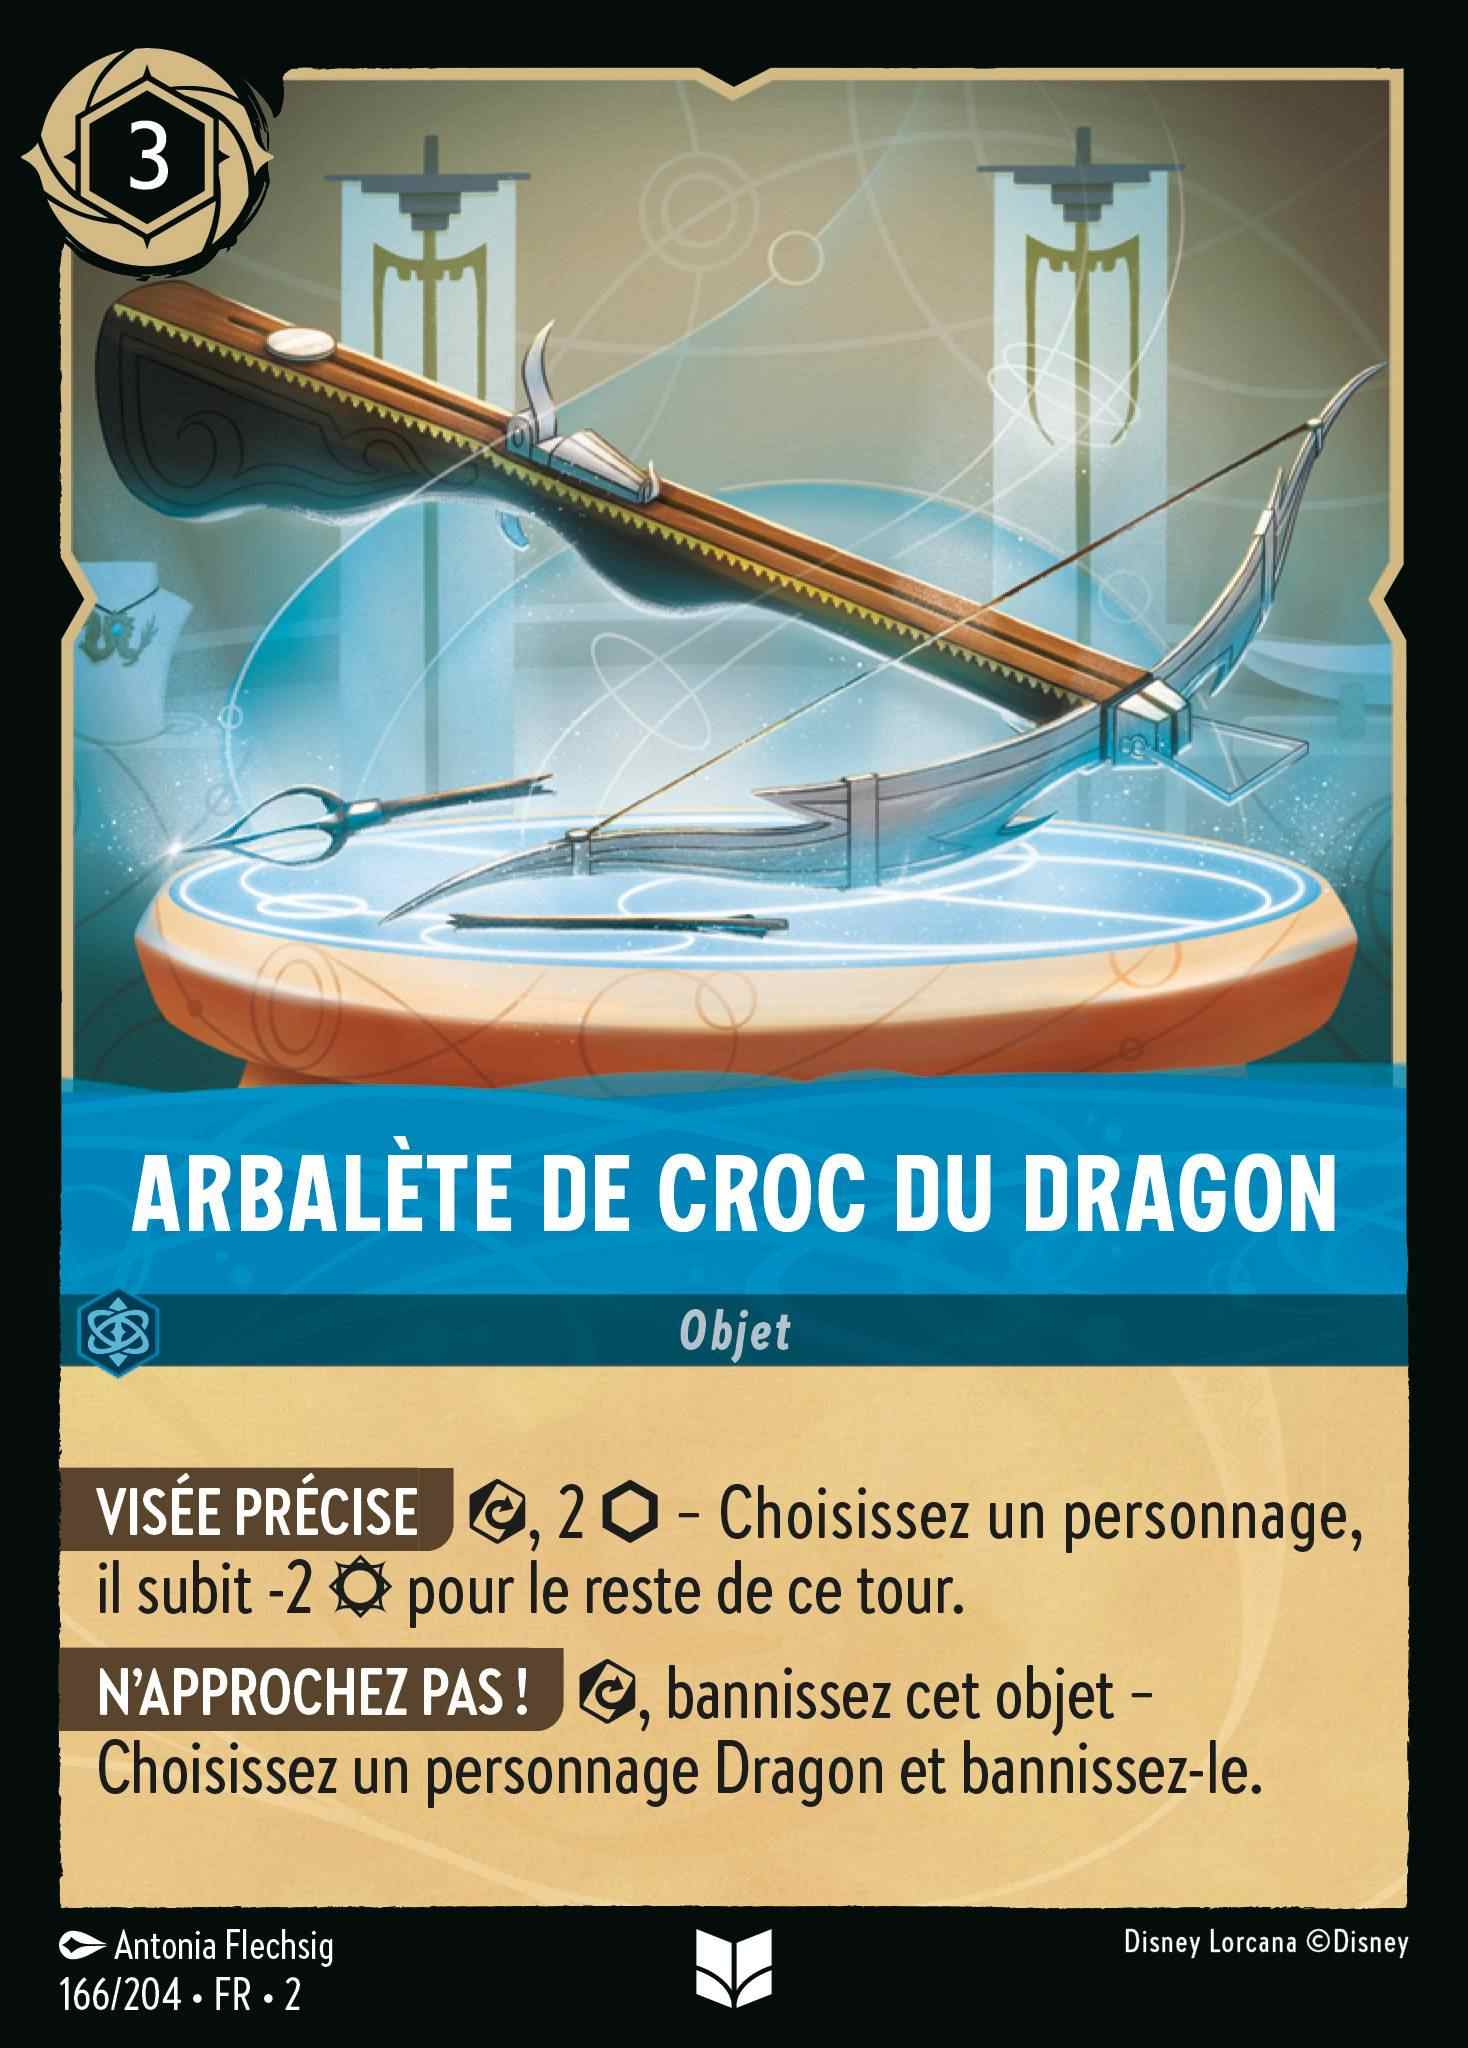 3
ARBALÈTE DE CROC DU DRAGON
Objet
VISÉE PRÉCISE , 2 – Choisissez un personnage,
il subit -2 pour le reste de ce tour.
N'APPROCHEZ PAS ! , bannissez cet objet –
Choisissez un personnage Dragon et bannissez-le.
Antonia Flechsig
Disney Lorcana ©Disney
166/204 • FR • 2